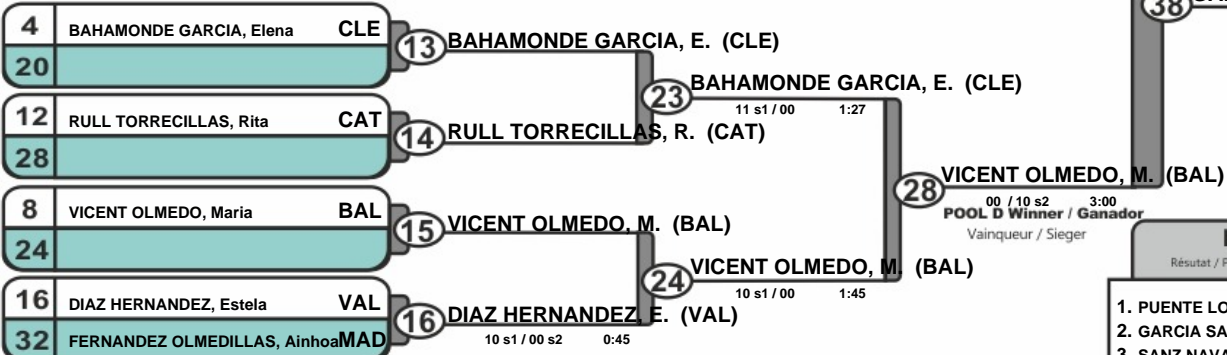 38
4 BAHAMONDE GARCIA, Elena CLE
20
13 BAHAMONDE GARCIA, E. (CLE)
23 BAHAMONDE GARCIA, E. (CLE)
11 s1 / 00 1:27
12 RULL TORRECILLAS, Rita CAT
28
14 RULL TORRECILLAS, R. (CAT)
28 VICENT OLMEDO, M. (BAL)
00 / 10 s2 3:00
POOL D Winner / Ganador
Vainqueur / Sieger
8 VICENT OLMEDO, Maria BAL
24
15 VICENT OLMEDO, M. (BAL)
24 VICENT OLMEDO, M. (BAL)
10 s1 / 00 1:45
16 DIAZ HERNANDEZ, Estela VAL
32 FERNANDEZ OLMEDILLAS, Ainhoa MAD
16 DIAZ HERNANDEZ, E. (VAL)
10 s1 / 00 s2 0:45
Résutat /
1. PUENTE LO
2. GARCIA SA
3. SANZ NAVA